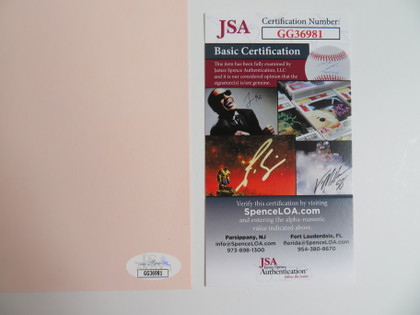 JSA
Certification Number:
GG36981
Basic Certification
This item has been fully examined by
James Spence Authentication, LLC
and it is our considered opinion that the
signature(s) is/are genuine.
Verify this certification by visiting
SpenceLOA.com
and entering the alpha-numeric
value indicated above.
Parsippany, NJ
info@SpenceLOA.com
973-898-1300
Fort Lauderdale, FL
florida@SpenceLOA.com
954-380-8670
JSA
Authentication
GG36981